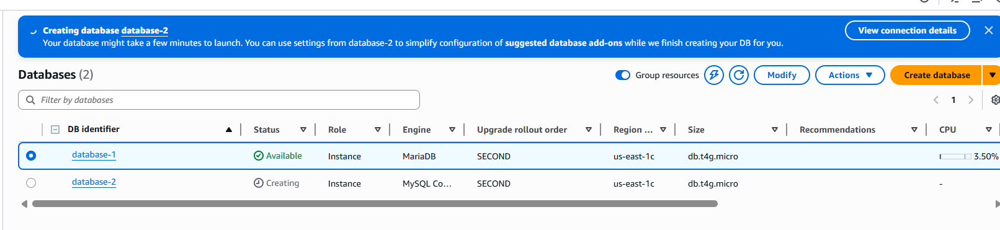 Creating database database-2
View connection details
Your database might take a few minutes to launch. You can use settings from database-2 to simplify configuration of suggested database add-ons while we finish creating your DB for you.
Databases (2)
Group resources
Modify
Actions
Create database
Filter by databases
1
DB identifier Status Role Engine Upgrade rollout order Region ... Size Recommendations CPU
database-1 Available Instance MariaDB SECOND us-east-1c db.t4g.micro 3.50%
database-2 Creating Instance MySQL Co... SECOND us-east-1c db.t4g.micro -